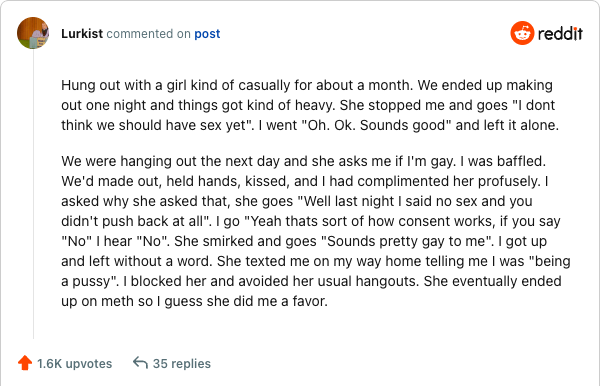 Lurkist commented on post
reddit
Hung out with a girl kind of casually for about a month. We ended up making
out one night and things got kind of heavy. She stopped me and goes "I dont
think we should have sex yet". I went "Oh. Ok. Sounds good" and left it alone.
We were hanging out the next day and she asks me if I'm gay. I was baffled.
We'd made out, held hands, kissed, and I had complimented her profusely. I
asked why she asked that, she goes "Well last night I said no sex and you
didn't push back at all". I go "Yeah thats sort of how consent works, if you say
"No" I hear "No". She smirked and goes "Sounds pretty gay to me". I got up
and left without a word. She texted me on my way home telling me I was "being
a pussy". I blocked her and avoided her usual hangouts. She eventually ended
up on meth so I guess she did me a favor.
1.6K upvotes 35 replies